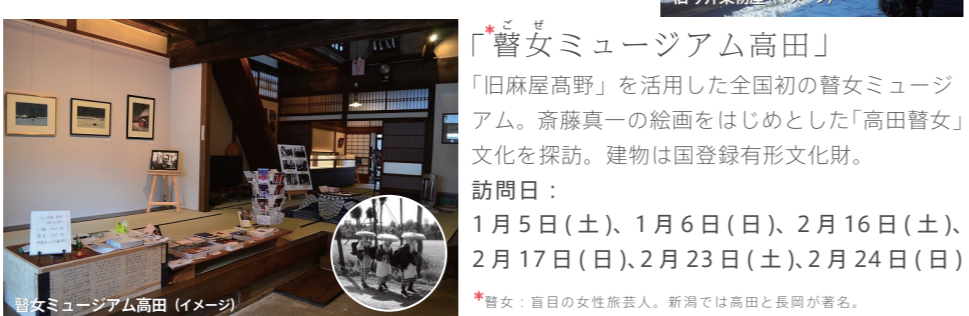 ごぜ
「*瞽女ミュージアム高田」
「旧麻屋髙野」を活用した全国初の瞽女ミュージ
アム。斎藤真一の絵画をはじめとした「高田瞽女」
文化を探訪。建物は国登録有形文化財。
訪問日：
1月5日(土)、1月6日(日)、2月16日(土)、
2月17日(日)、2月23日(土)、2月24日(日)
*瞽女：盲目の女性旅芸人。新潟では高田と長岡が著名。
瞽女ミュージアム高田（イメージ）